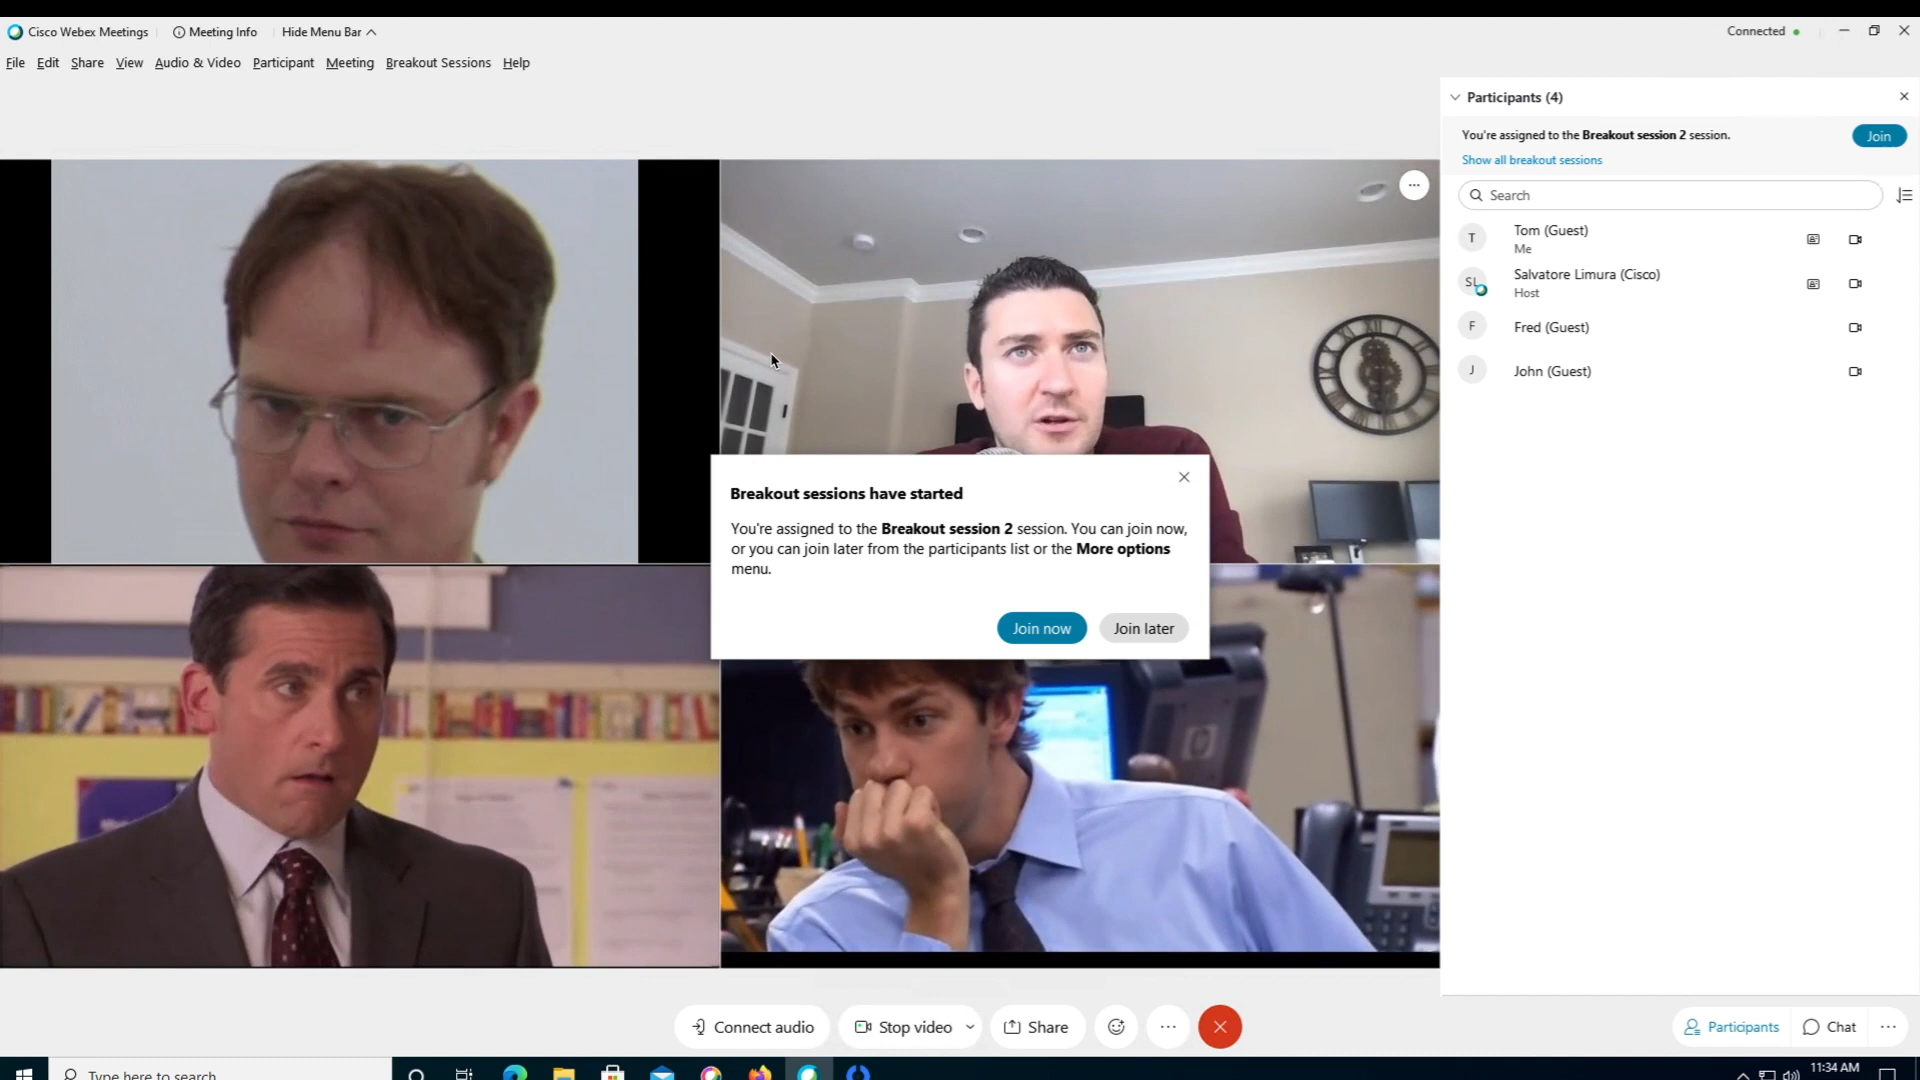 Cisco Webex Meetings
Meeting Info
Hide Menu Bar
Connected
File Edit Share View Audio & Video Participant Meeting Breakout Sessions Help
Participants (4)
You're assigned to the Breakout session 2 session.
Join
Show all breakout sessions
Search
T
Tom (Guest)
Me
SL
Salvatore Limura (Cisco)
Host
F
Fred (Guest)
J
John (Guest)
Breakout sessions have started
You're assigned to the Breakout session 2 session. You can join now,
or you can join later from the participants list or the More options
menu.
Join now
Join later
Connect audio
Stop video
Share
Participants
Chat
Type here to search
11:34 AM